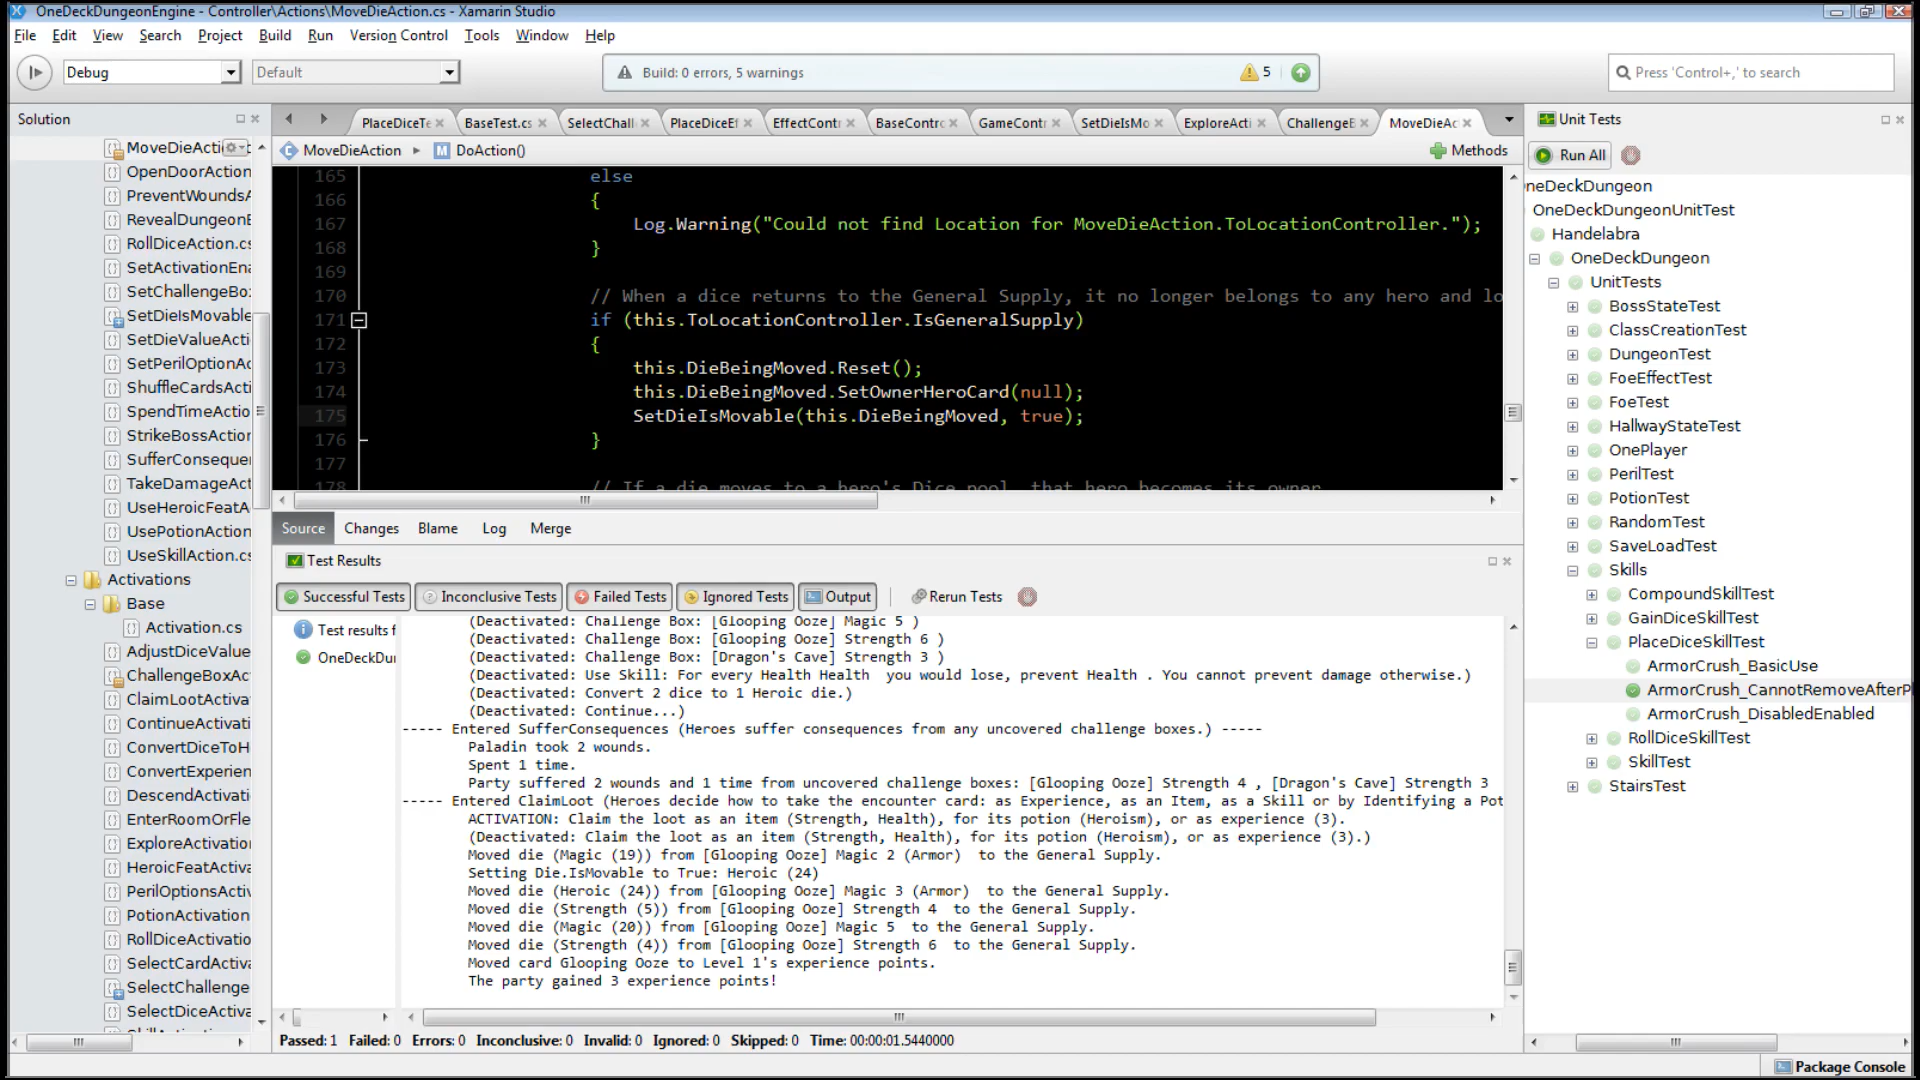 OneDeckDungeonEngine - Controller\Actions\MoveDieAction.cs - Xamarin Studio
File Edit View Search Project Build Run Version Control Tools Window Help
Debug
Default
Build: 0 errors, 5 warnings
5
Press 'Control+,' to search
Solution
MoveDieActi
OpenDoorAction
PreventWoundsA
RevealDungeonE
RollDiceAction.cs
SetActivationEna
SetChallengeBo
SetDieIsMovable
SetDieValueActi
SetPerilOptionAc
ShuffleCardsActi
SpendTimeActio
StrikeBossAction
SufferConsequen
TakeDamageAct
UseHeroicFeatA
UsePotionAction
UseSkillAction.cs
Activations
Base
Activation.cs
AdjustDiceValue
ChallengeBoxAc
ClaimLootActiva
ContinueActivati
ConvertDiceToH
ConvertExperien
DescendActivati
EnterRoomOrFle
ExploreActivatio
HeroicFeatActiva
PerilOptionsActiv
PotionActivation
RollDiceActivatio
SelectCardActiva
SelectChallenge
SelectDiceActiva
PlaceDiceTe BaseTest.cs SelectChall PlaceDiceEf EffectContr BaseContro GameContr SetDieIsMo ExploreActi ChallengeB MoveDieAc
MoveDieAction DoAction() Methods
165 else
166 {
167 Log.Warning("Could not find Location for MoveDieAction.ToLocationController.");
168 }
169
170 // When a dice returns to the General Supply, it no longer belongs to any hero and lo
171 if (this.ToLocationController.IsGeneralSupply)
172 {
173 this.DieBeingMoved.Reset();
174 this.DieBeingMoved.SetOwnerHeroCard(null);
175 SetDieIsMovable(this.DieBeingMoved, true);
176 }
177
178 // If a die moves to a hero's Dice pool, that hero becomes its owner
Source Changes Blame Log Merge
Test Results
Successful Tests Inconclusive Tests Failed Tests Ignored Tests Output Rerun Tests
Test results f
OneDeckDun
(Deactivated: Challenge Box: [Glooping Ooze] Magic 5 )
(Deactivated: Challenge Box: [Glooping Ooze] Strength 6 )
(Deactivated: Challenge Box: [Dragon's Cave] Strength 3 )
(Deactivated: Use Skill: For every Health Health you would lose, prevent Health . You cannot prevent damage otherwise.)
(Deactivated: Convert 2 dice to 1 Heroic die.)
(Deactivated: Continue...)
----- Entered SufferConsequences (Heroes suffer consequences from any uncovered challenge boxes.) -----
Paladin took 2 wounds.
Spent 1 time.
Party suffered 2 wounds and 1 time from uncovered challenge boxes: [Glooping Ooze] Strength 4 , [Dragon's Cave] Strength 3
----- Entered ClaimLoot (Heroes decide how to take the encounter card: as Experience, as an Item, as a Skill or by Identifying a Pot
ACTIVATION: Claim the loot as an item (Strength, Health), for its potion (Heroism), or as experience (3).
(Deactivated: Claim the loot as an item (Strength, Health), for its potion (Heroism), or as experience (3).)
Moved die (Magic (19)) from [Glooping Ooze] Magic 2 (Armor) to the General Supply.
Setting Die.IsMovable to True: Heroic (24)
Moved die (Heroic (24)) from [Glooping Ooze] Magic 3 (Armor) to the General Supply.
Moved die (Strength (5)) from [Glooping Ooze] Strength 4 to the General Supply.
Moved die (Magic (20)) from [Glooping Ooze] Magic 5 to the General Supply.
Moved die (Strength (4)) from [Glooping Ooze] Strength 6 to the General Supply.
Moved card Glooping Ooze to Level 1's experience points.
The party gained 3 experience points!
Passed: 1 Failed: 0 Errors: 0 Inconclusive: 0 Invalid: 0 Ignored: 0 Skipped: 0 Time: 00:00:01.5440000
Unit Tests
Run All
neDeckDungeon
OneDeckDungeonUnitTest
Handelabra
OneDeckDungeon
UnitTests
BossStateTest
ClassCreationTest
DungeonTest
FoeEffectTest
FoeTest
HallwayStateTest
OnePlayer
PerilTest
PotionTest
RandomTest
SaveLoadTest
Skills
CompoundSkillTest
GainDiceSkillTest
PlaceDiceSkillTest
ArmorCrush_BasicUse
ArmorCrush_CannotRemoveAfterP
ArmorCrush_DisabledEnabled
RollDiceSkillTest
SkillTest
StairsTest
Package Console